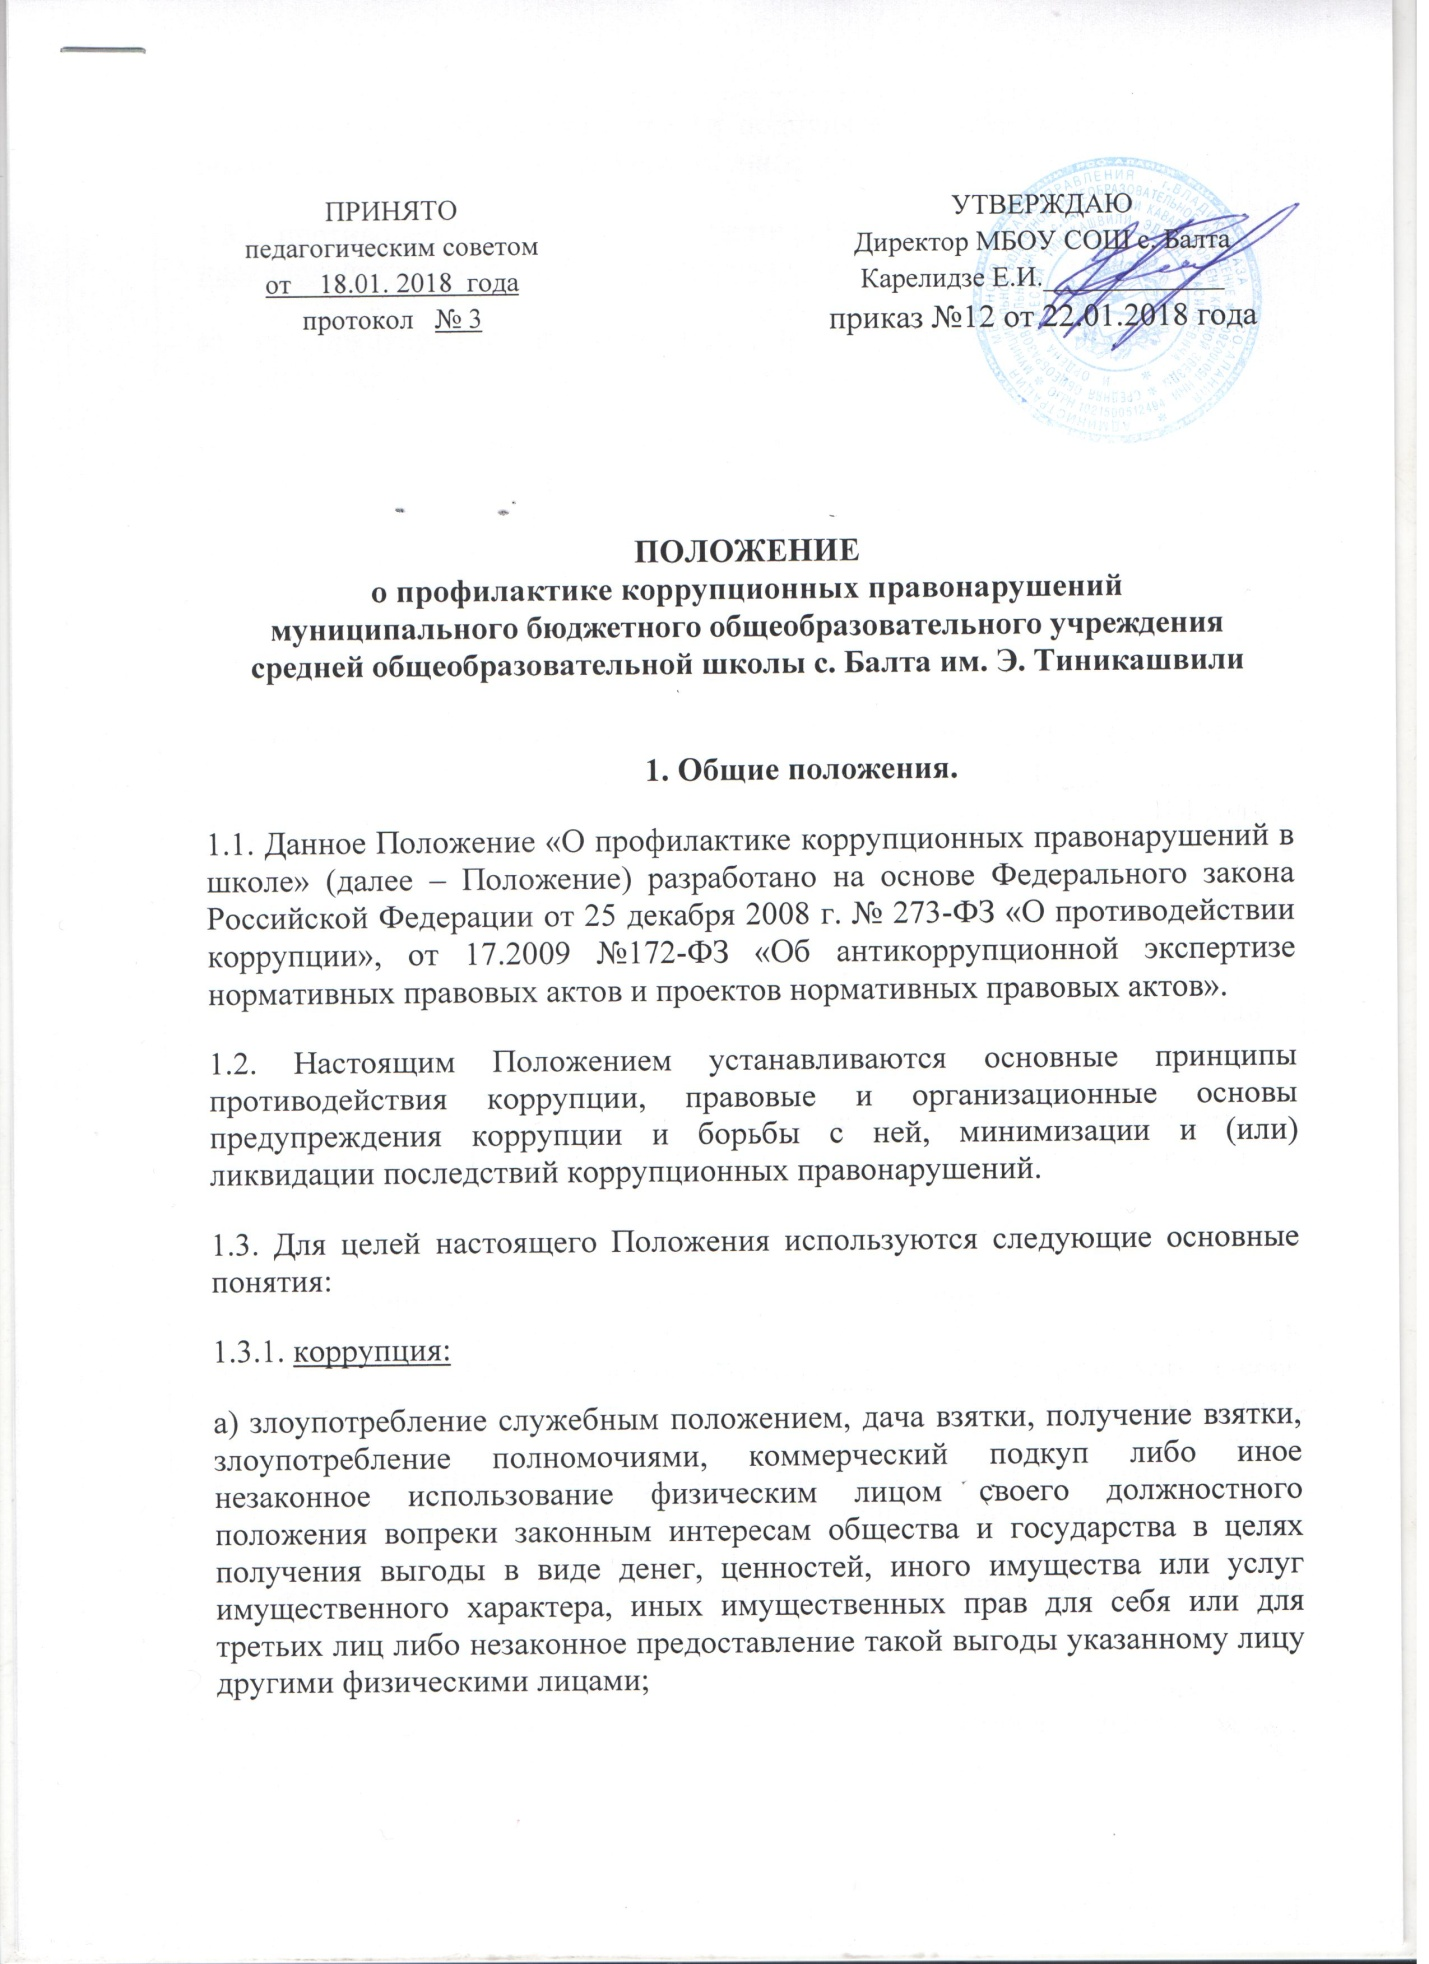 ПРИНЯТО
педагогическим советом
от 18.01. 2018 года
протокол № 3
УТВЕРЖДАЮ
Директор МБОУ СОШ с. Балта
Карелидзе Е.И.
приказ №12 от 22.01.2018 года
ПОЛОЖЕНИЕ
о профилактике коррупционных правонарушений
муниципального бюджетного общеобразовательного учреждения
средней общеобразовательной школы с. Балта им. Э. Тиникашвили
1. Общие положения.
1.1. Данное Положение «О профилактике коррупционных правонарушений в
школе» (далее – Положение) разработано на основе Федерального закона
Российской Федерации от 25 декабря 2008 г. № 273-ФЗ «О противодействии
коррупции», от 17.2009 №172-ФЗ «Об антикоррупционной экспертизе
нормативных правовых актов и проектов нормативных правовых актов».
1.2. Настоящим Положением устанавливаются основные принципы
противодействия коррупции, правовые и организационные основы
предупреждения коррупции и борьбы с ней, минимизации и (или)
ликвидации последствий коррупционных правонарушений.
1.3. Для целей настоящего Положения используются следующие основные
понятия:
1.3.1. коррупция:
а) злоупотребление служебным положением, дача взятки, получение взятки,
злоупотребление полномочиями, коммерческий подкуп либо иное
незаконное использование физическим лицом своего должностного
положения вопреки законным интересам общества и государства в целях
получения выгоды в виде денег, ценностей, иного имущества или услуг
имущественного характера, иных имущественных прав для себя или для
третьих лиц либо незаконное предоставление такой выгоды указанному лицу
другими физическими лицами;